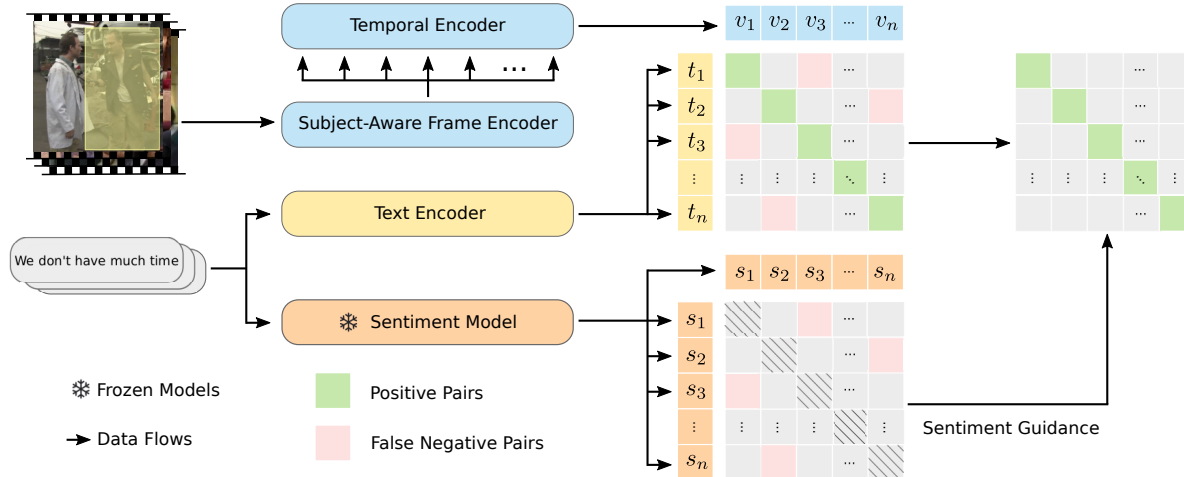 Temporal Encoder
...
Subject-Aware Frame Encoder
Text Encoder
We don't have much time
❄ Sentiment Model
❄ Frozen Models
Data Flows
Positive Pairs
False Negative Pairs
v₁ v₂ v₃ ... vₙ
t₁ ...
t₂ ...
t₃ ...
⋮ ⋮ ⋮ ⋮ ⋱ ⋮
tₙ ...
...
...
...
⋮ ⋮ ⋮ ⋱ ⋮
...
s₁ s₂ s₃ ... sₙ
s₁ ...
s₂ ...
s₃ ...
⋮ ⋮ ⋮ ⋮ ⋱ ⋮
sₙ ...
Sentiment Guidance